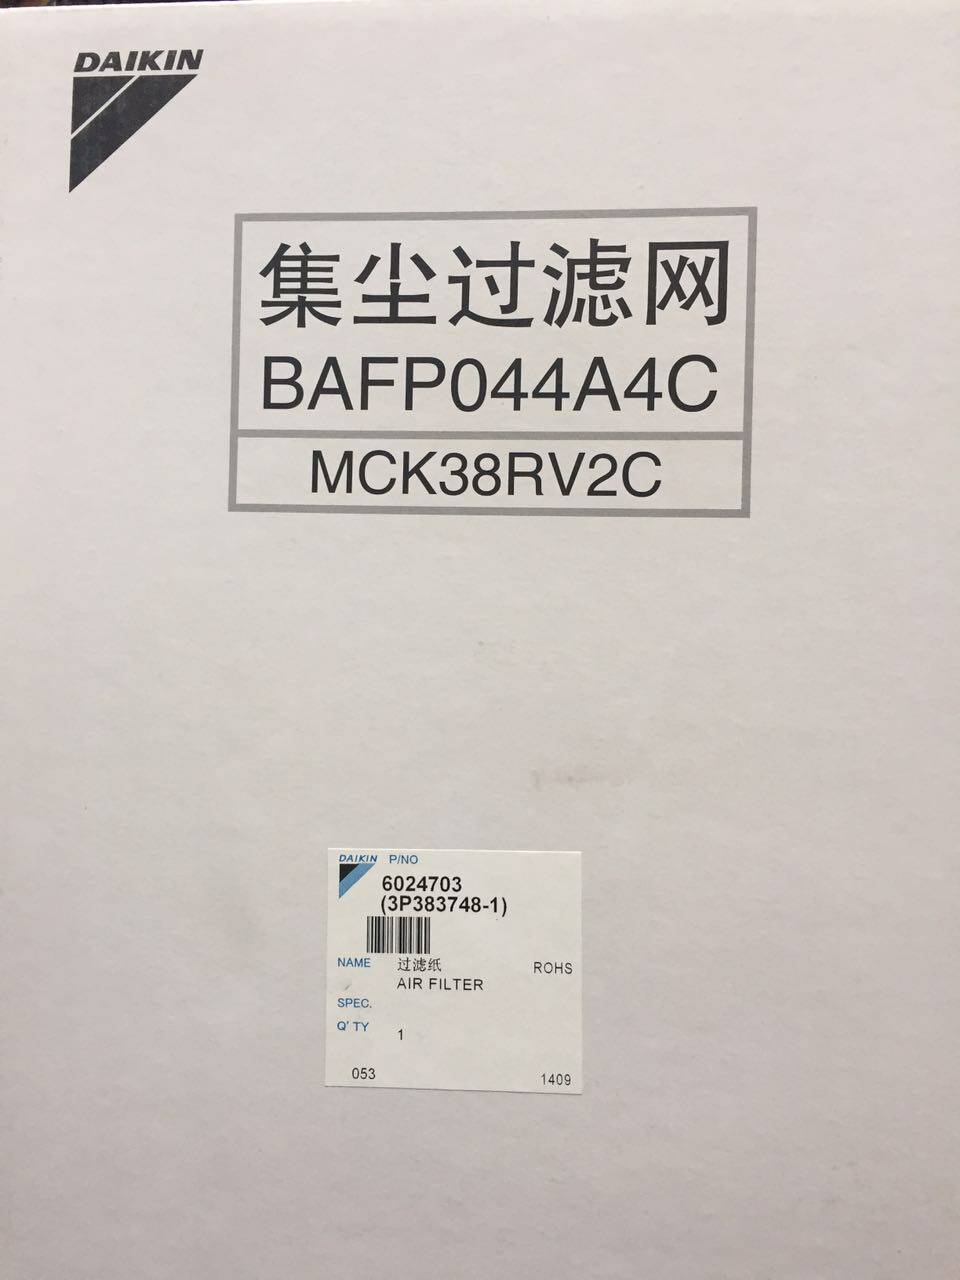 DAIKIN
集尘过滤网
BAFP044A4C
MCK38RV2C
DAIKIN P/NO
6024703
(3P383748-1)
NAME 过滤纸 ROHS
AIR FILTER
SPEC.
Q'TY 1
053 1409